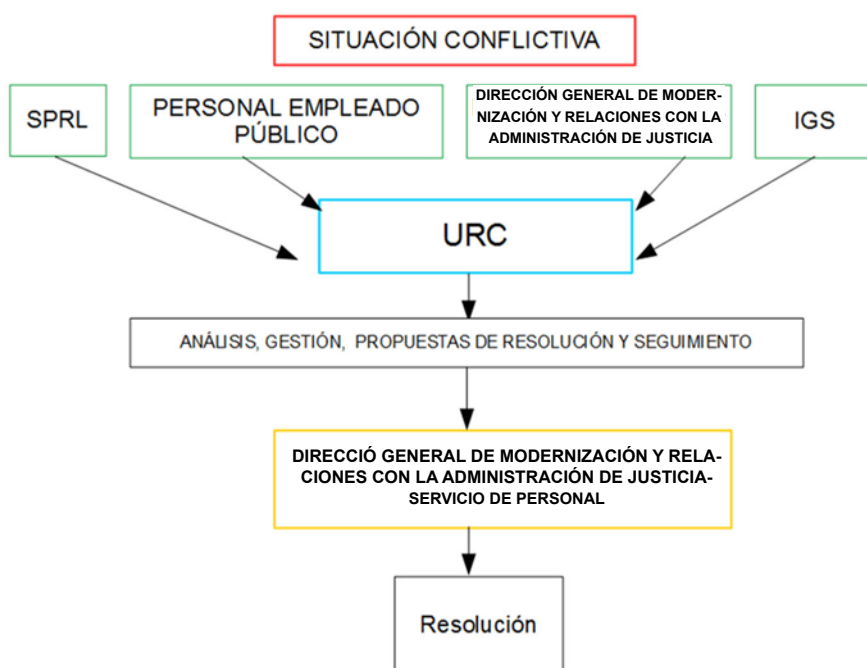 SITUACIÓN CONFLICTIVA
SPRL
PERSONAL EMPLEADO
PÚBLICO
DIRECCIÓN GENERAL DE MODER-
NIZACIÓN Y RELACIONES CON LA
ADMINISTRACIÓN DE JUSTICIA
IGS
URC
ANÁLISIS, GESTIÓN, PROPUESTAS DE RESOLUCIÓN Y SEGUIMIENTO
DIRECCIÓ GENERAL DE MODERNIZACIÓN Y RELA-
CIONES CON LA ADMINISTRACIÓN DE JUSTICIA-
SERVICIO DE PERSONAL
Resolución